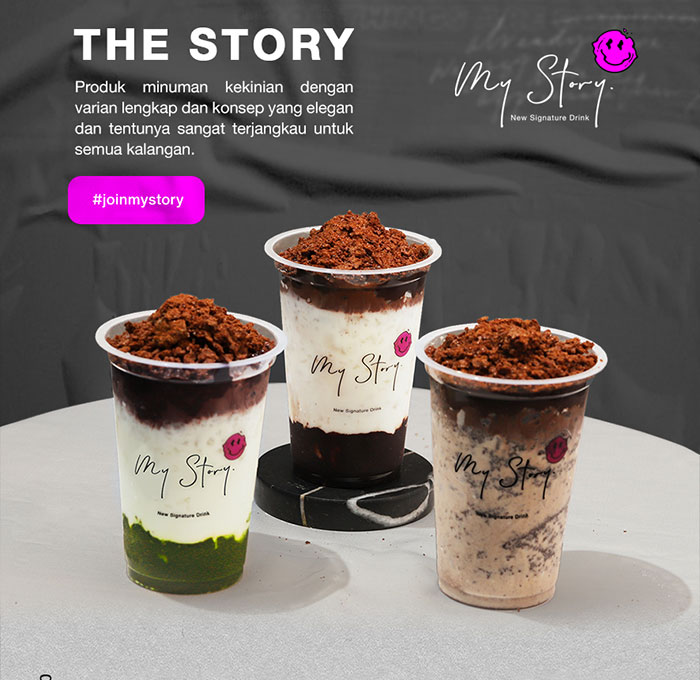 THE STORY
Produk minuman kekinian dengan
varian lengkap dan konsep yang elegan
dan tentunya sangat terjangkau untuk
semua kalangan.
#joinmystory
My Story.
New Signature Drink
My Story.
New Signature Drink
My Story.
New Signature Drink
My Story.
New Signature Drink